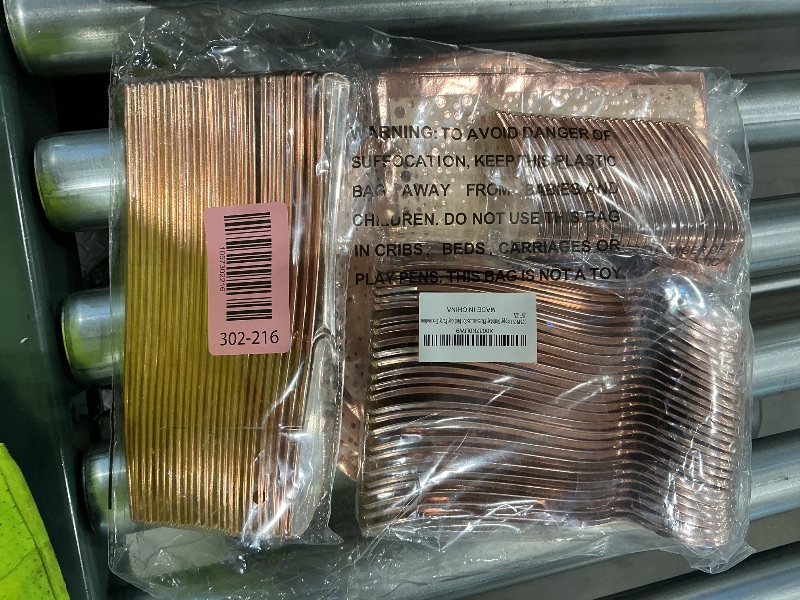 WARNING: TO AVOID DANGER OF
SUFFOCATION, KEEP THIS PLASTIC
BAG AWAY FROM BABIES AND
CHILDREN. DO NOT USE THIS BAG
IN CRIBS, BEDS, CARRIAGES OR
PLAY PENS. THIS BAG IS NOT A TOY
302-216
MADE IN CHINA